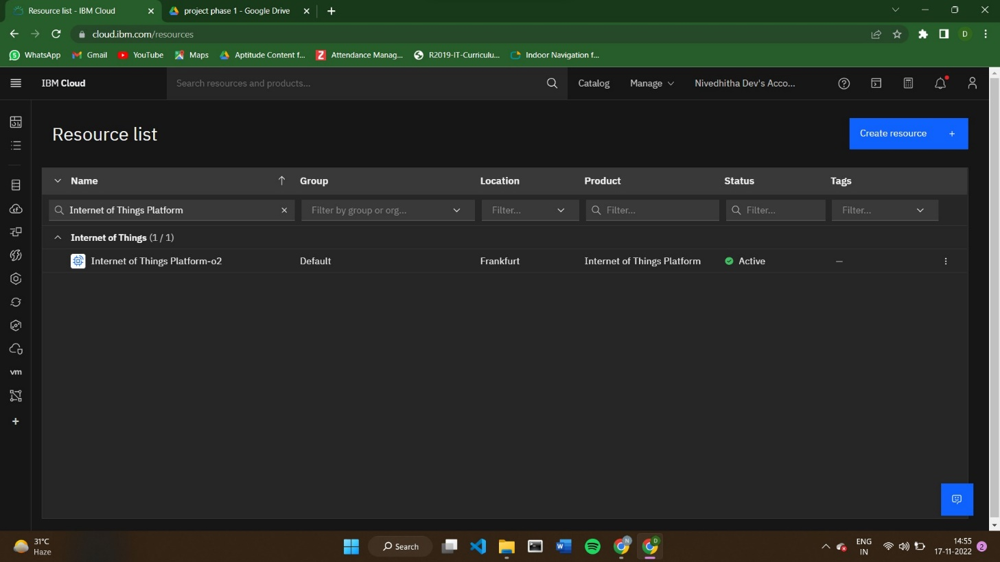 Resource list - IBM Cloud
project phase 1 - Google Drive
cloud.ibm.com/resources
D
WhatsApp
Gmail
YouTube
Maps
Aptitude Content f...
Attendance Manag...
R2019-IT-Curriculu...
Indoor Navigation f...
IBM Cloud
Search resources and products...
Catalog
Manage
Nivedhitha Dev's Acco...
Resource list
Create resource +
Name
Group
Location
Product
Status
Tags
Internet of Things Platform
Filter by group or org...
Filter...
Filter...
Filter...
Filter...
Internet of Things (1 / 1)
Internet of Things Platform-o2
Default
Frankfurt
Internet of Things Platform
Active
—
vm
31°C
Haze
Search
N
D
ENG
IN
14:55
17-11-2022
2